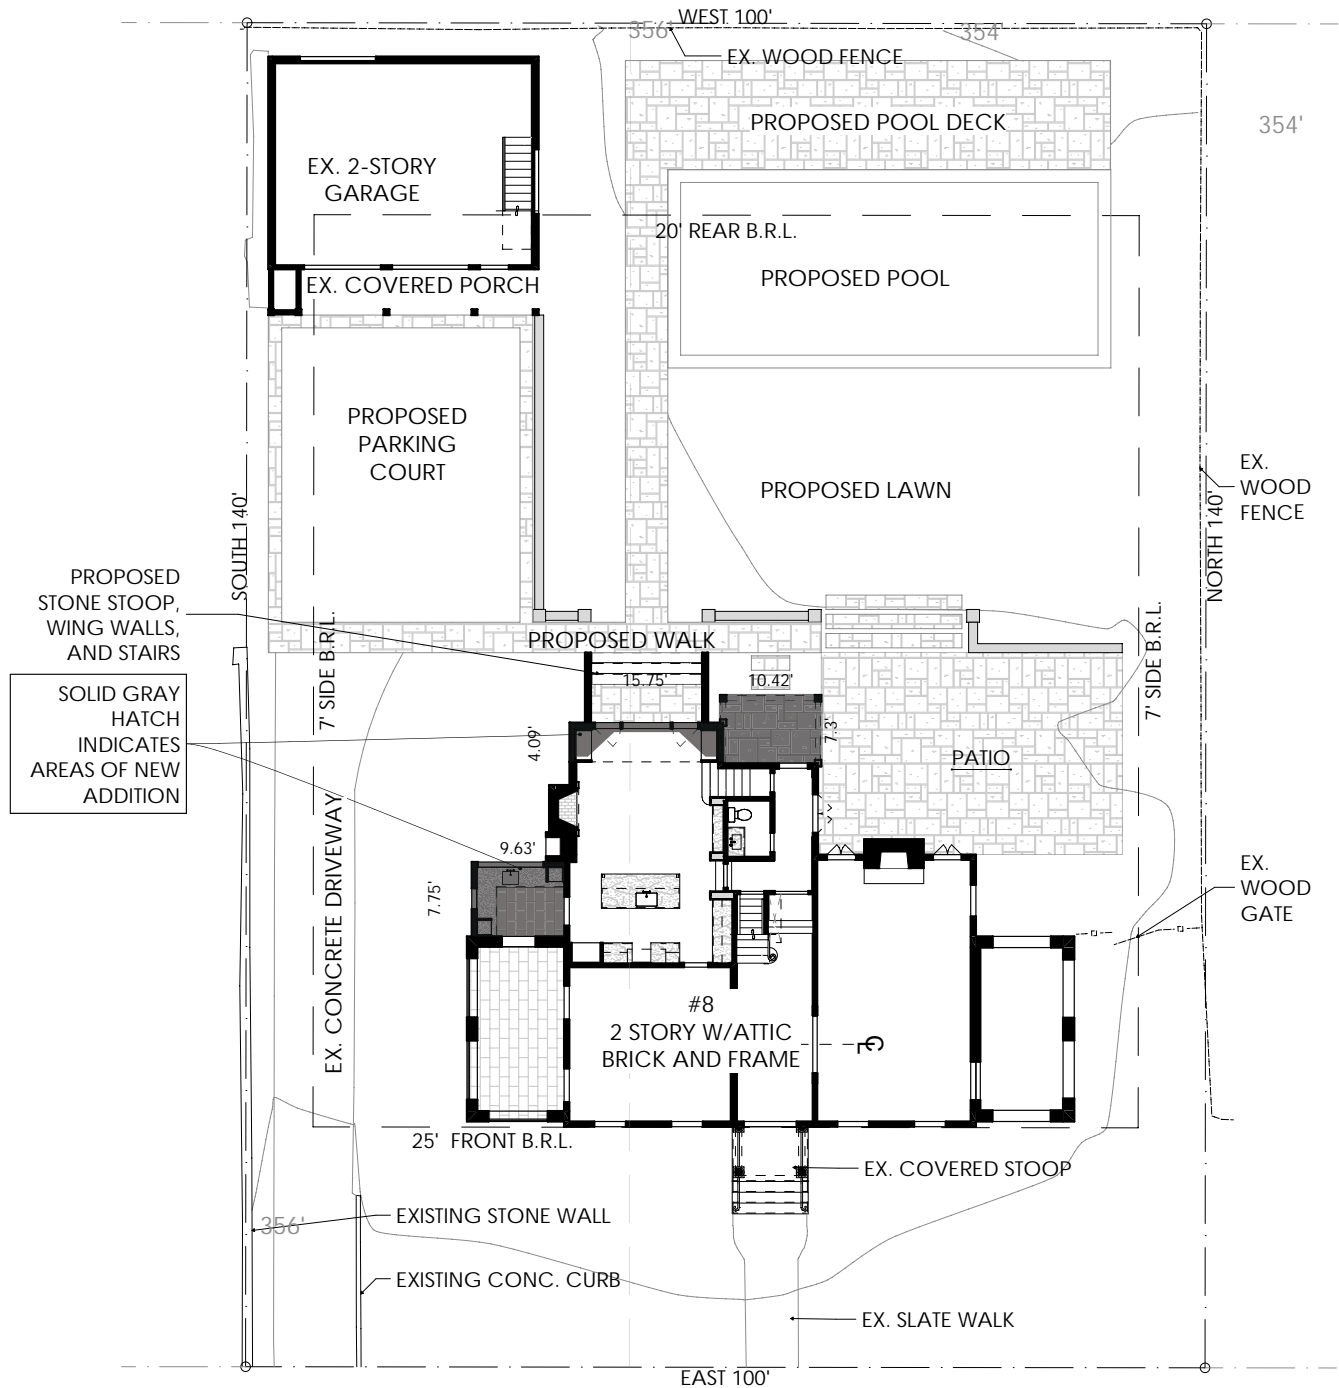 WEST 100'
356'
354
EX. WOOD FENCE
PROPOSED POOL DECK
354'
EX. 2-STORY
GARAGE
20' REAR B.R.L.
EX. COVERED PORCH
PROPOSED POOL
PROPOSED
PARKING
COURT
PROPOSED LAWN
EX.
WOOD
FENCE
SOUTH 140'
NORTH 140'
PROPOSED
STONE STOOP,
WING WALLS,
AND STAIRS
PROPOSED WALK
7' SIDE B.R.L.
7' SIDE B.R.L.
15.75'
10.42'
SOLID GRAY
HATCH
INDICATES
AREAS OF NEW
ADDITION
4.09'
7.3'
PATIO
EX. CONCRETE DRIVEWAY
9.63'
7.75'
EX.
WOOD
GATE
#8
2 STORY W/ATTIC
BRICK AND FRAME
CL
25' FRONT B.R.L.
EX. COVERED STOOP
EXISTING STONE WALL
356'
EXISTING CONC. CURB
EX. SLATE WALK
EAST 100'